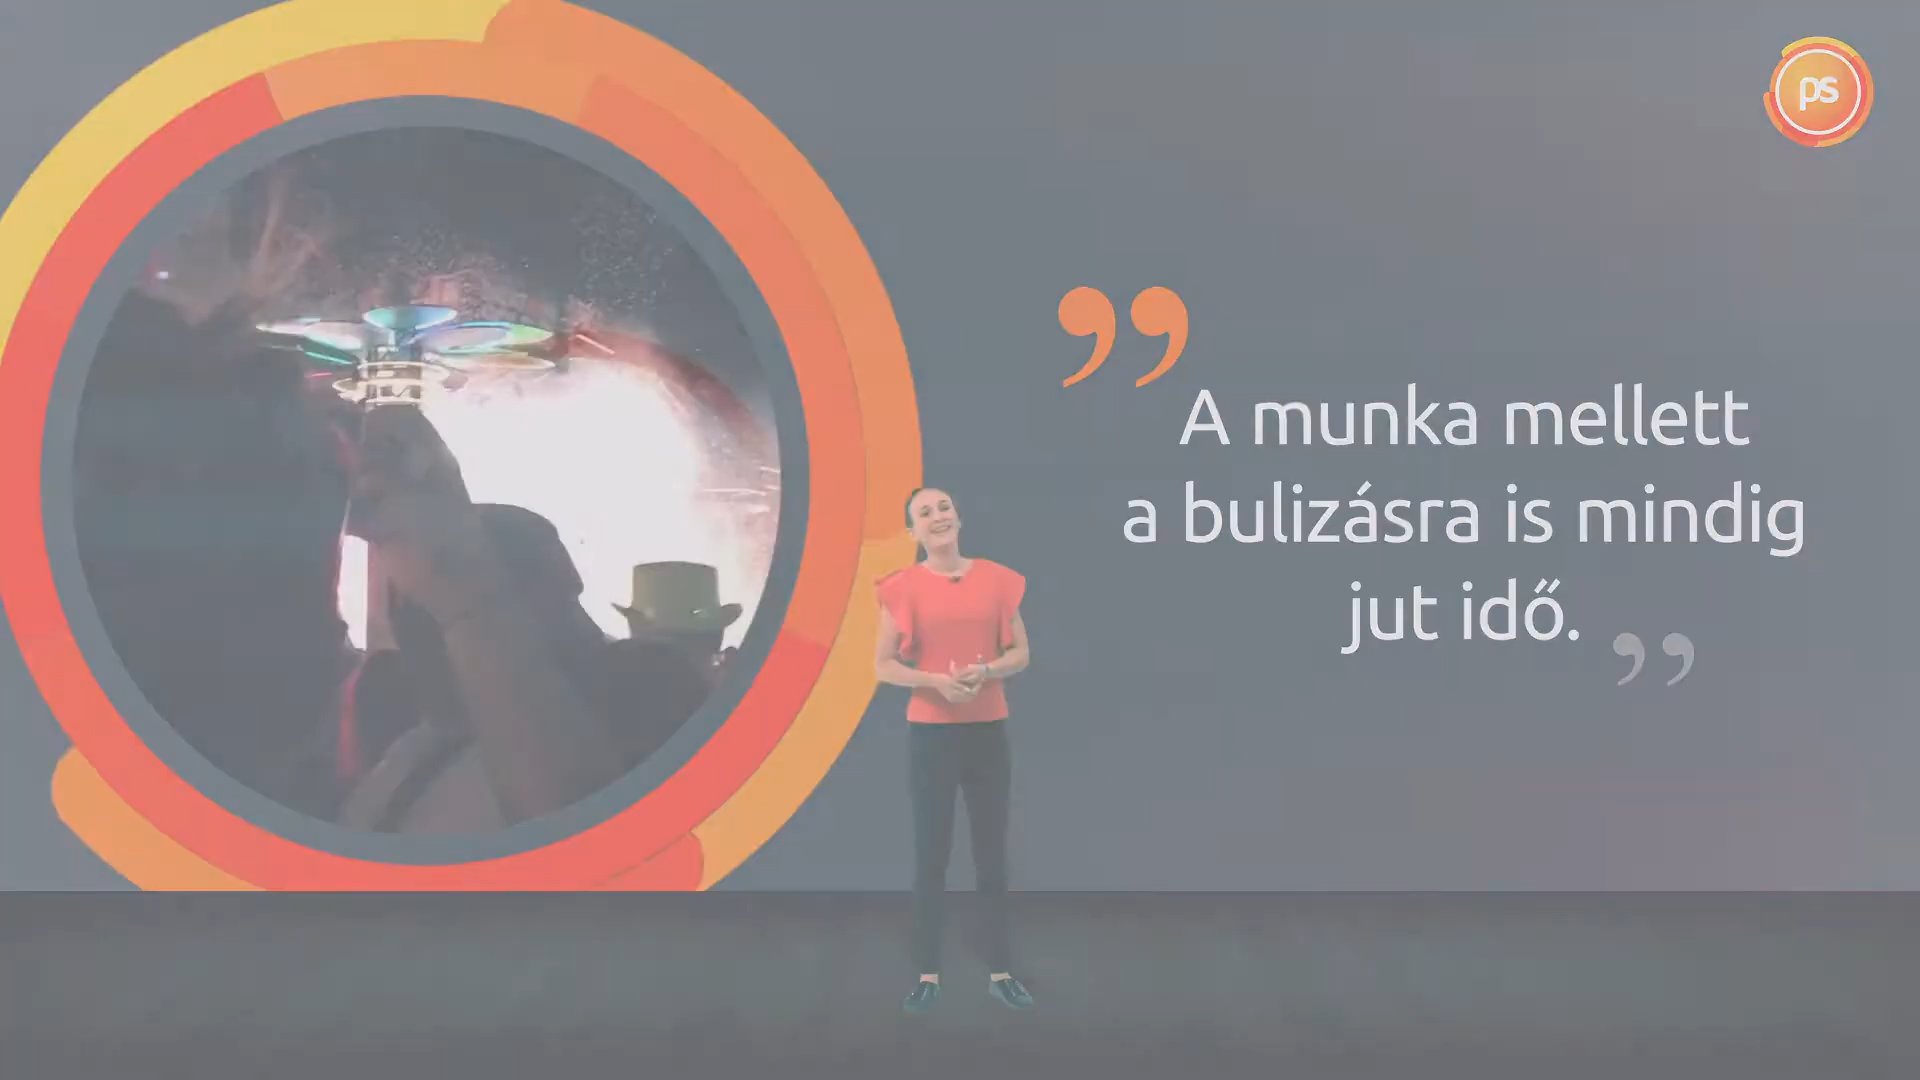 ps
” A munka mellett
a bulizásra is mindig
jut idő. ”